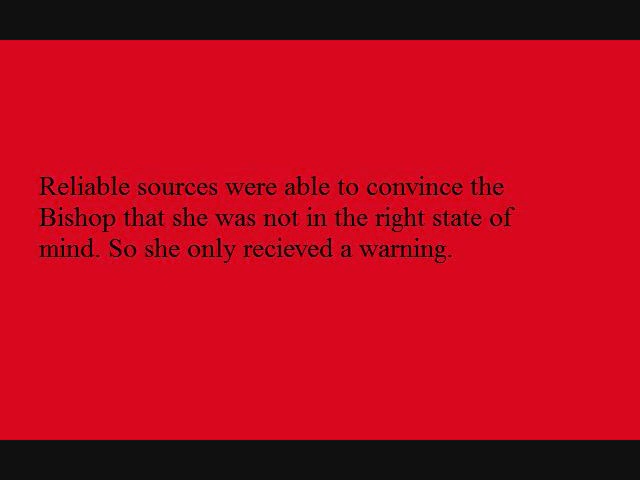 Reliable sources were able to convince the
Bishop that she was not in the right state of
mind. So she only recieved a warning.